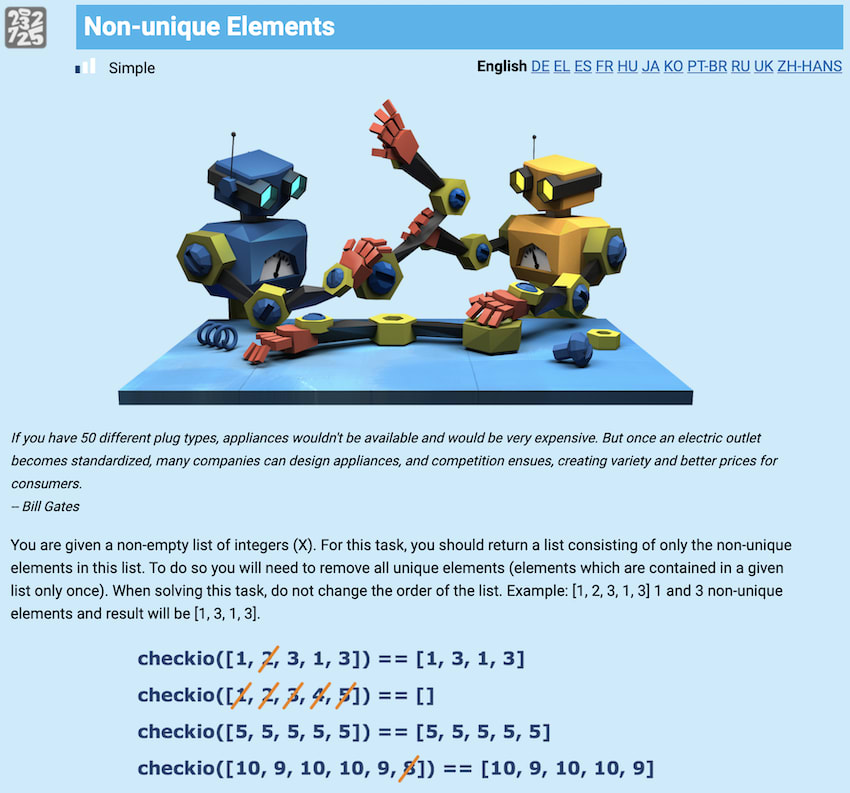 232
7125
Non-unique Elements
Simple
English DE EL ES FR HU JA KO PT-BR RU UK ZH-HANS
If you have 50 different plug types, appliances wouldn't be available and would be very expensive. But once an electric outlet
becomes standardized, many companies can design appliances, and competition ensues, creating variety and better prices for
consumers.
-- Bill Gates
You are given a non-empty list of integers (X). For this task, you should return a list consisting of only the non-unique
elements in this list. To do so you will need to remove all unique elements (elements which are contained in a given
list only once). When solving this task, do not change the order of the list. Example: [1, 2, 3, 1, 3] 1 and 3 non-unique
elements and result will be [1, 3, 1, 3].
checkio([1, 2, 3, 1, 3]) == [1, 3, 1, 3]
checkio([1, 2, 3, 4, 5]) == []
checkio([5, 5, 5, 5, 5]) == [5, 5, 5, 5, 5]
checkio([10, 9, 10, 10, 9, 8]) == [10, 9, 10, 10, 9]